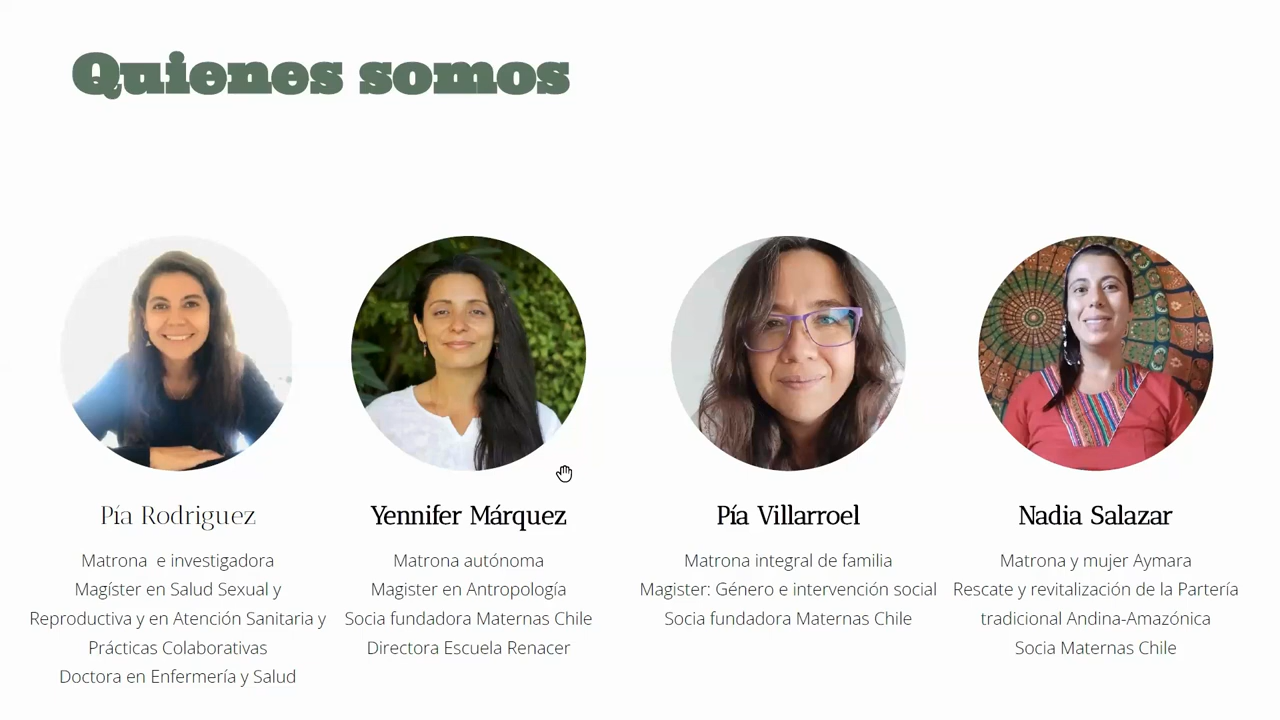 Quienes somos
Pía Rodriguez
Matrona e investigadora
Magíster en Salud Sexual y
Reproductiva y en Atención Sanitaria y
Prácticas Colaborativas
Doctora en Enfermería y Salud
Yennifer Márquez
Matrona autónoma
Magister en Antropología
Socia fundadora Maternas Chile
Directora Escuela Renacer
Pía Villarroel
Matrona integral de familia
Magister: Género e intervención social
Socia fundadora Maternas Chile
Nadia Salazar
Matrona y mujer Aymara
Rescate y revitalización de la Partería
tradicional Andina-Amazónica
Socia Maternas Chile